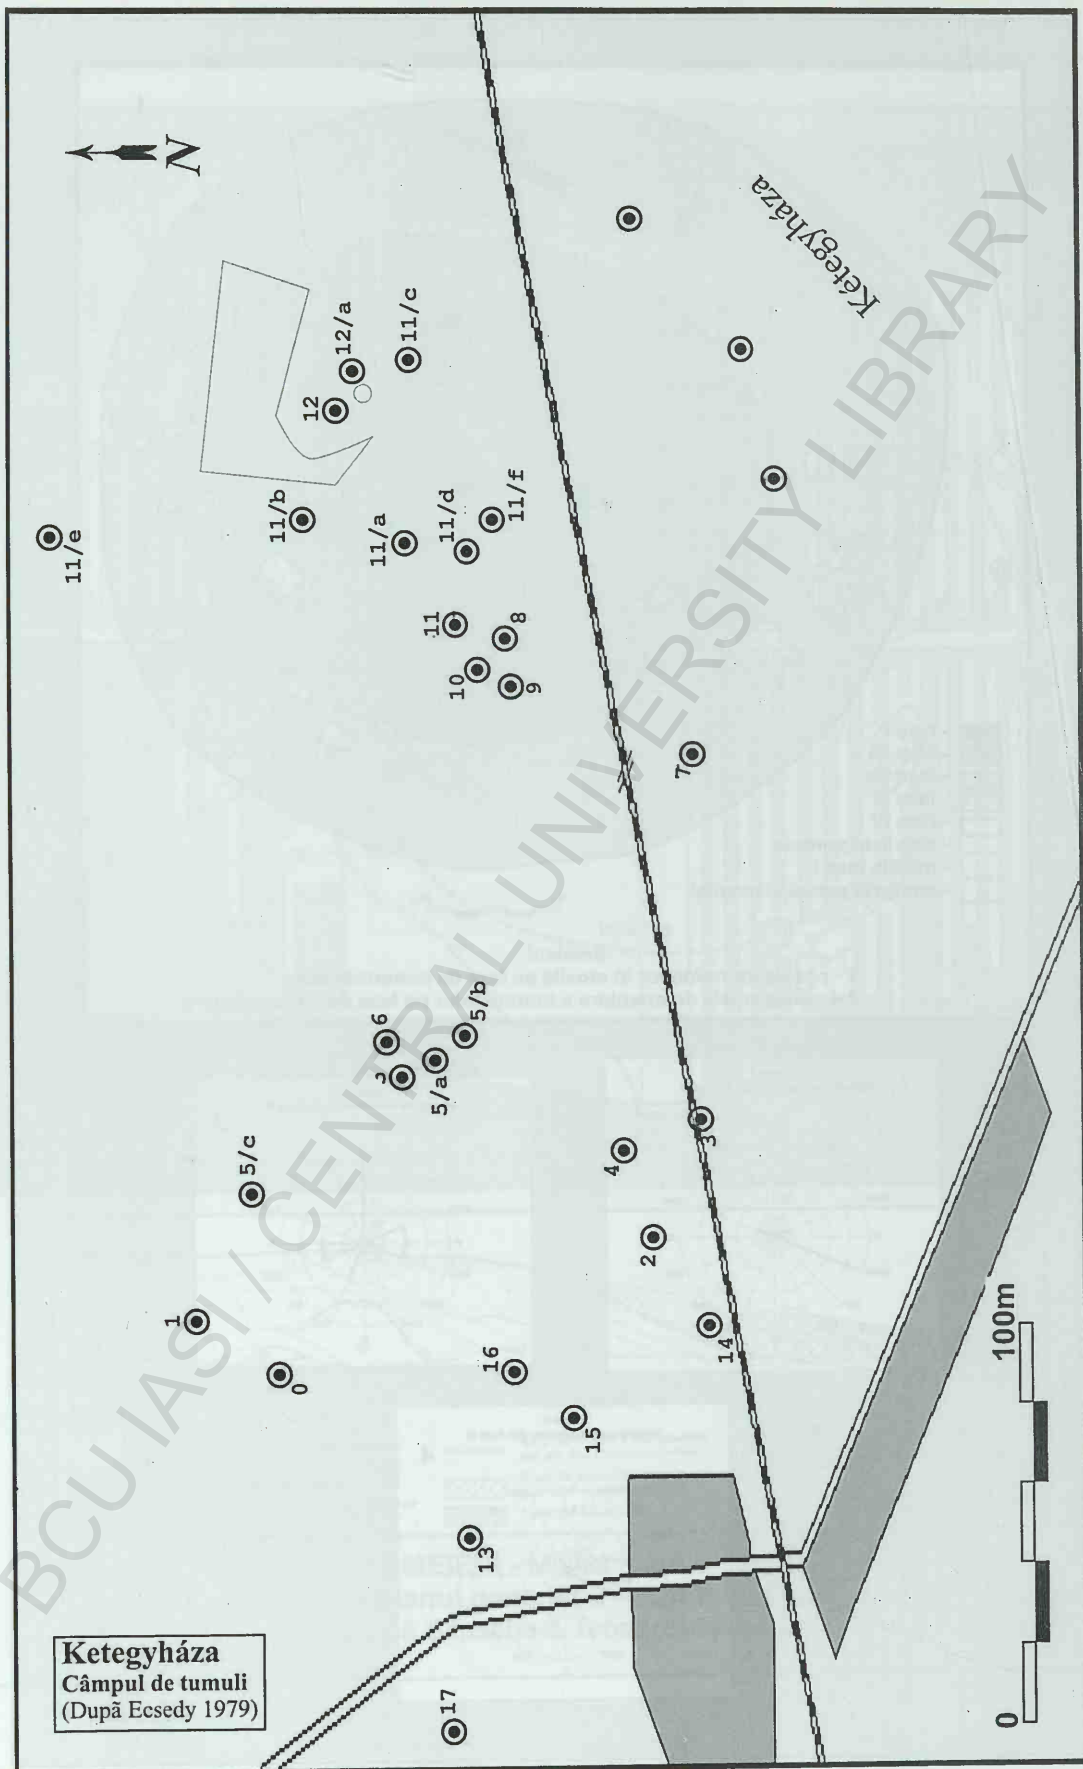 N
Kétegyháza
11/e
12/a
12
11/c
11/b
11/a
11/d
11/f
11
8
10
9
7
6
3
5/a
5/b
5/c
4
3
2
1
0
16
14
15
13
17
0
100m
Ketegyháza
Câmpul de tumuli
(După Ecsedy 1979)
BCU IASI / CENTRAL UNIVERSITY LIBRARY